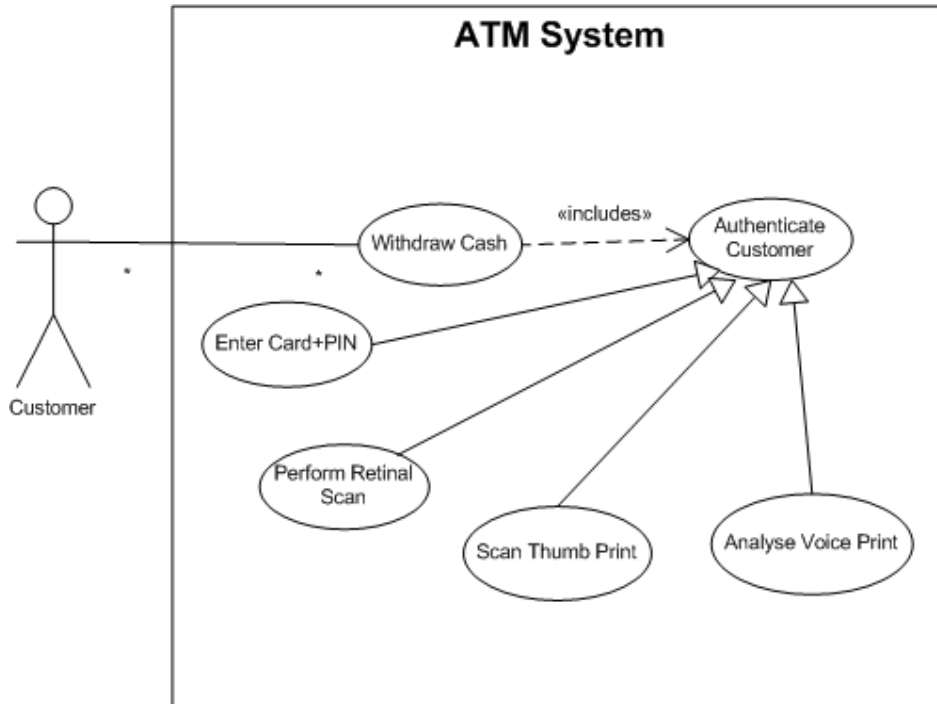 ATM System
«includes»
Authenticate
Customer
Withdraw Cash
*
*
Enter Card+PIN
Customer
Perform Retinal
Scan
Scan Thumb Print
Analyse Voice Print